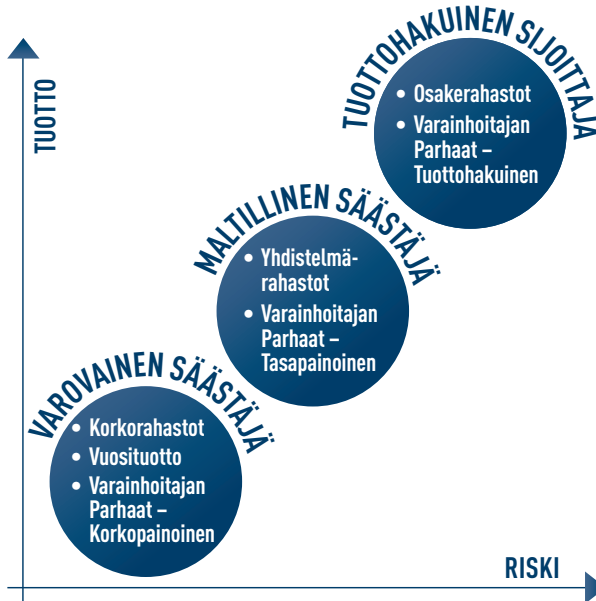 TUOTTO
TUOTTOHAKUINEN SIJOITTAJA
• Osakerahastot
• Varainhoitajan
Parhaat –
Tuottohakuinen
MALTILLINEN SÄÄSTÄJÄ
• Yhdistelmä-
rahastot
• Varainhoitajan
Parhaat –
Tasapainoinen
VAROVAINEN SÄÄSTÄJÄ
• Korkorahastot
• Vuosituotto
• Varainhoitajan
Parhaat –
Korkopainoinen
RISKI